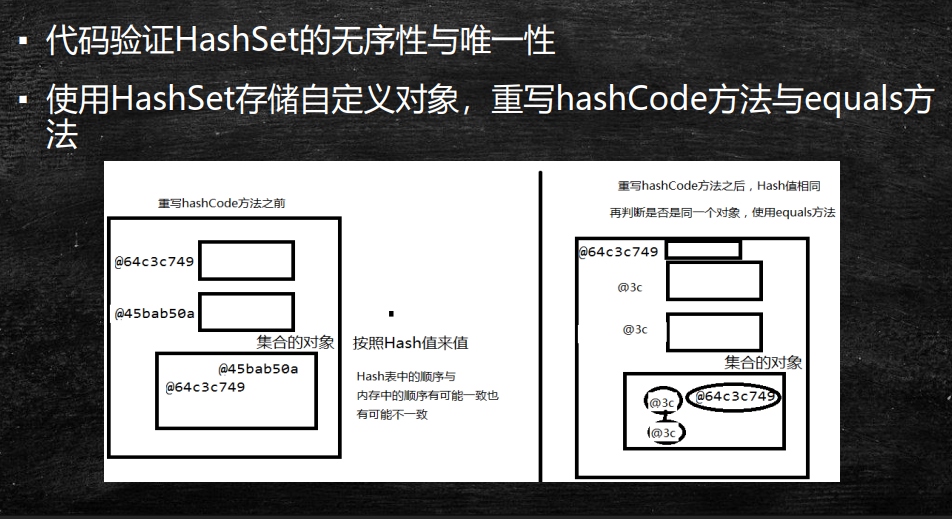 ▪ 代码验证HashSet的无序性与唯一性
▪ 使用HashSet存储自定义对象，重写hashCode方法与equals方
法
重写hashCode方法之前
@64c3c749
@45bab50a
集合的对象
@45bab50a
@64c3c749
按照Hash值来值
Hash表中的顺序与
内存中的顺序有可能一致也
有可能不一致
重写hashCode方法之后，Hash值相同
再判断是否是同一个对象，使用equals方法
@64c3c749
@3c
@3c
集合的对象
@3c
@64c3c749
@3c